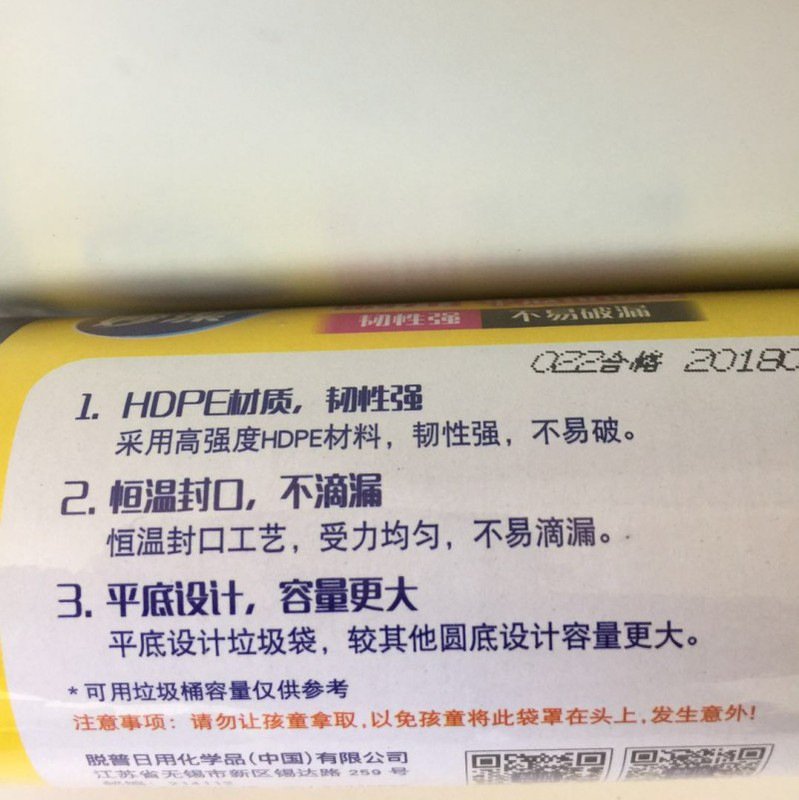 韧性强 不易破漏
022合格 20180
1. HDPE材质，韧性强
采用高强度HDPE材料，韧性强，不易破。
2. 恒温封口，不滴漏
恒温封口工艺，受力均匀，不易滴漏。
3. 平底设计，容量更大
平底设计垃圾袋，较其他圆底设计容量更大。
*可用垃圾桶容量仅供参考
注意事项：请勿让孩童拿取，以免孩童将此袋罩在头上，发生意外！
脱普日用化学品（中国）有限公司
江苏省无锡市新区锡达路 259 号